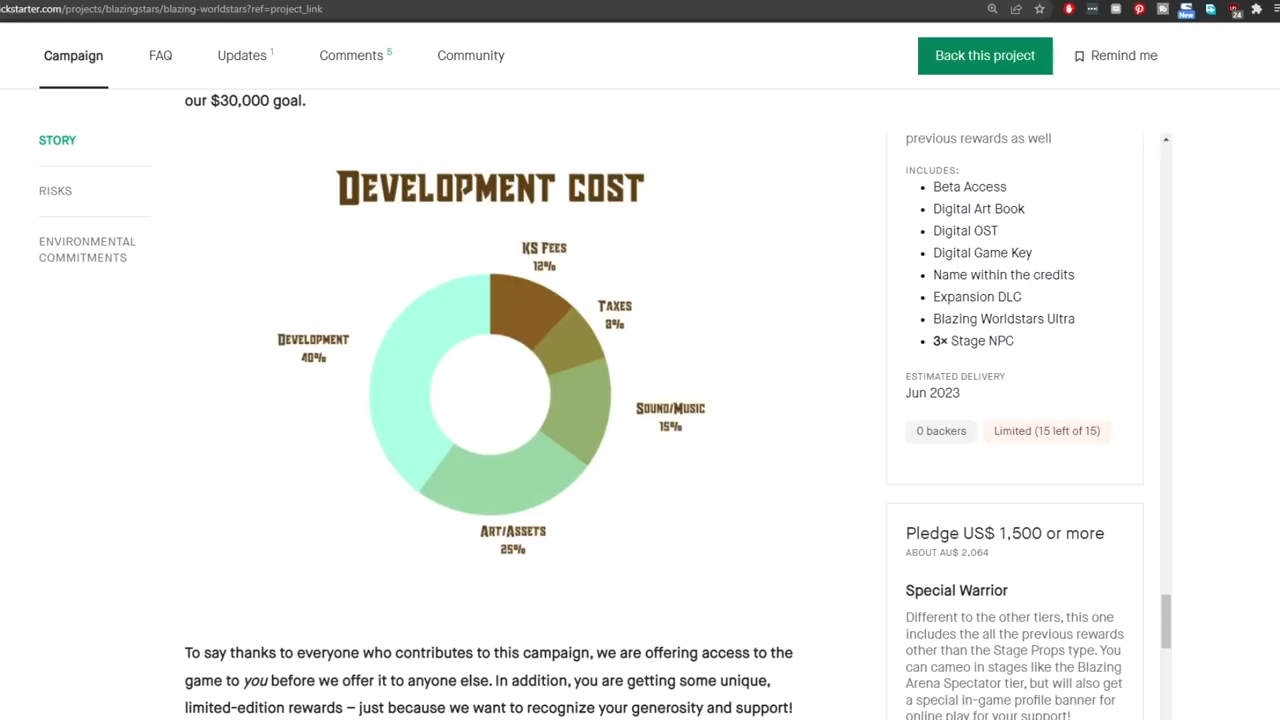 ickstarter.com/projects/blazingstars/blazing-worldstars?ref=project_link
New
24
Campaign
FAQ
Updates 1
Comments 5
Community
Back this project
Remind me
our $30,000 goal.
STORY
RISKS
ENVIRONMENTAL
COMMITMENTS
DEVELOPMENT COST
KS FEES
12%
TAXES
8%
SOUND/MUSIC
15%
ART/ASSETS
25%
DEVELOPMENT
40%
To say thanks to everyone who contributes to this campaign, we are offering access to the
game to you before we offer it to anyone else. In addition, you are getting some unique,
limited-edition rewards – just because we want to recognize your generosity and support!
previous rewards as well
INCLUDES:
• Beta Access
• Digital Art Book
• Digital OST
• Digital Game Key
• Name within the credits
• Expansion DLC
• Blazing Worldstars Ultra
• 3× Stage NPC
ESTIMATED DELIVERY
Jun 2023
0 backers
Limited (15 left of 15)
Pledge US$ 1,500 or more
ABOUT AU$ 2,064
Special Warrior
Different to the other tiers, this one
includes the all the previous rewards
other than the Stage Props type. You
can cameo in stages like the Blazing
Arena Spectator tier, but will also get
a special in-game profile banner for
online play for your support!